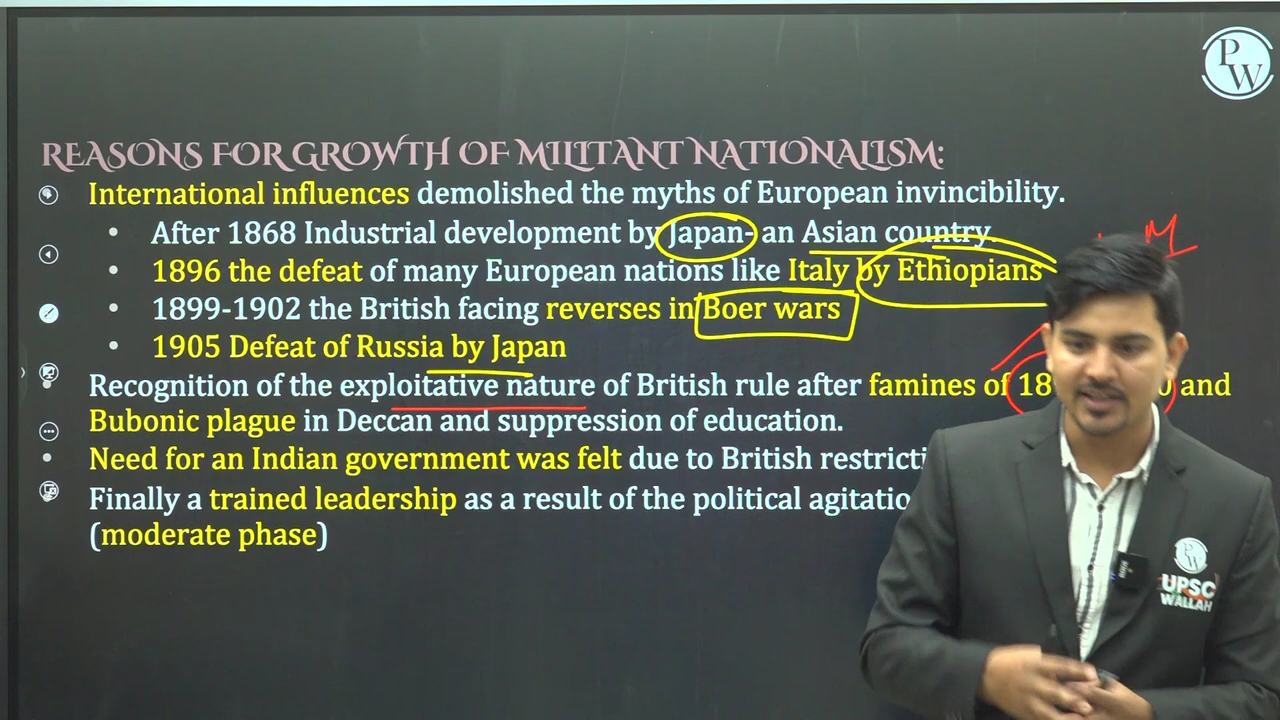 PW
REASONS FOR GROWTH OF MILITANT NATIONALISM:
International influences demolished the myths of European invincibility.
• After 1868 Industrial development by Japan- an Asian country.
• 1896 the defeat of many European nations like Italy by Ethiopians
• 1899-1902 the British facing reverses in Boer wars
• 1905 Defeat of Russia by Japan
Recognition of the exploitative nature of British rule after famines of and
Bubonic plague in Deccan and suppression of education.
• Need for an Indian government was felt due to British
Finally a trained leadership as a result of the political
(moderate phase)
M
PW
UPSC
WALLAH